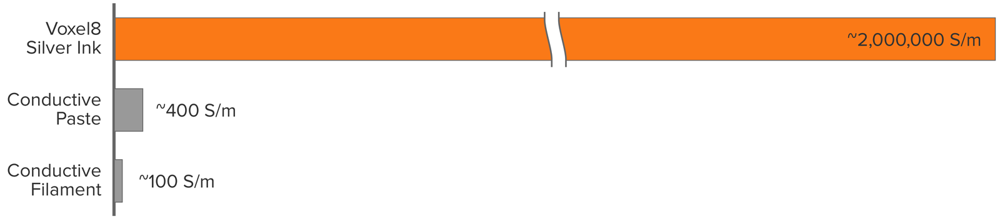 Voxel8
Silver Ink
~2,000,000 S/m
Conductive
Paste
~400 S/m
Conductive
Filament
~100 S/m